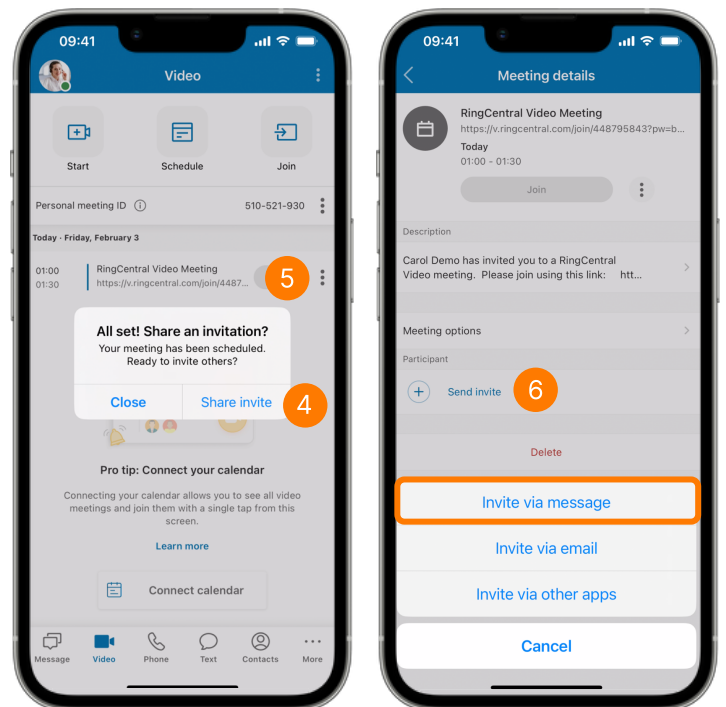 09:41
Video
Start
Schedule
Join
Personal meeting ID
510-521-930
Today · Friday, February 3
01:00
RingCentral Video Meeting
01:30
https://v.ringcentral.com/join/4487...
5
All set! Share an invitation?
Your meeting has been scheduled.
Ready to invite others?
Close
Share invite
4
Pro tip: Connect your calendar
Connecting your calendar allows you to see all video
meetings and join them with a single tap from this
screen.
Learn more
Connect calendar
Message
Video
Phone
Text
Contacts
More
09:41
Meeting details
RingCentral Video Meeting
https://v.ringcentral.com/join/448795843?pw=b...
Today
01:00 - 01:30
Join
Description
Carol Demo has invited you to a RingCentral
Video meeting. Please join using this link: htt...
Meeting options
Participant
Send invite
6
Delete
Invite via message
Invite via email
Invite via other apps
Cancel